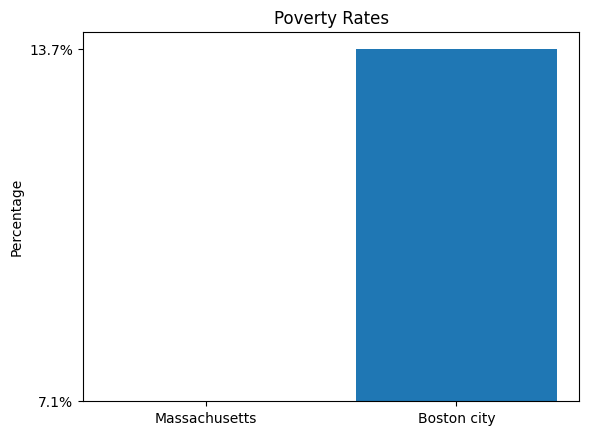 Poverty Rates
13.7%
Percentage
7.1%
Massachusetts
Boston city